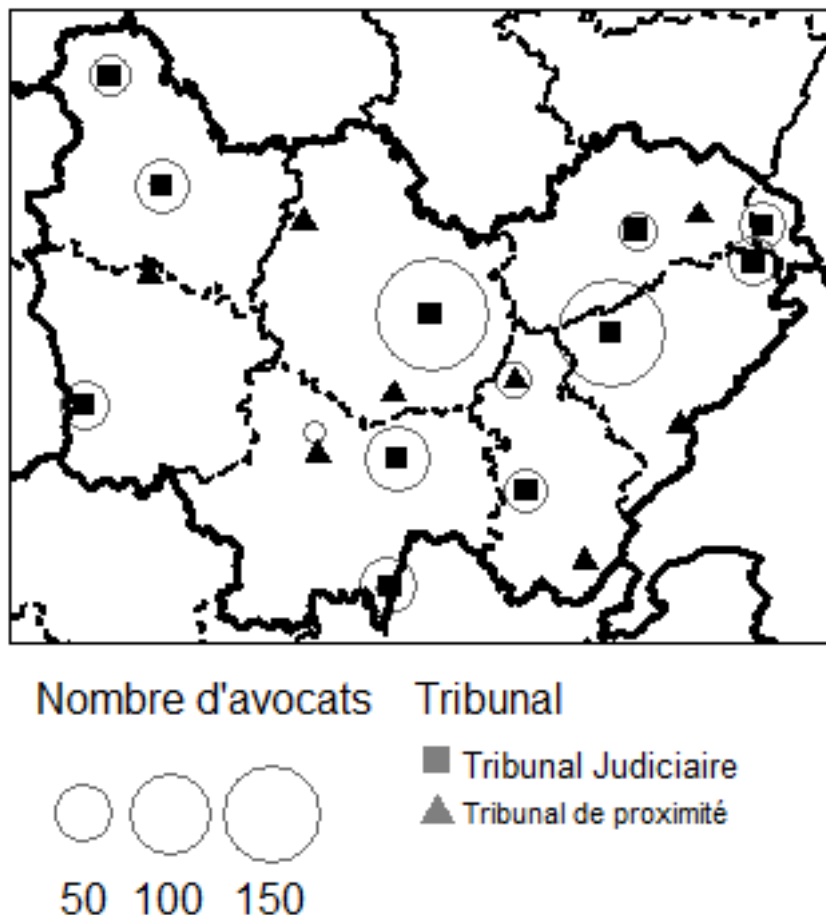 Nombre d'avocats
50 100 150
Tribunal
Tribunal Judiciaire
Tribunal de proximité